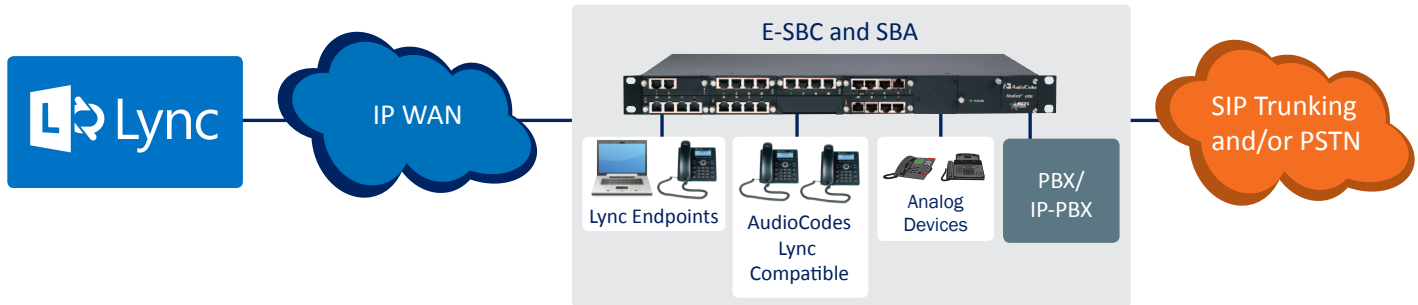 E-SBC and SBA
Lync
IP WAN
AudioCodes
SIP Trunking
and/or PSTN
Lync Endpoints
AudioCodes
Lync
Compatible
Analog
Devices
PBX/
IP-PBX